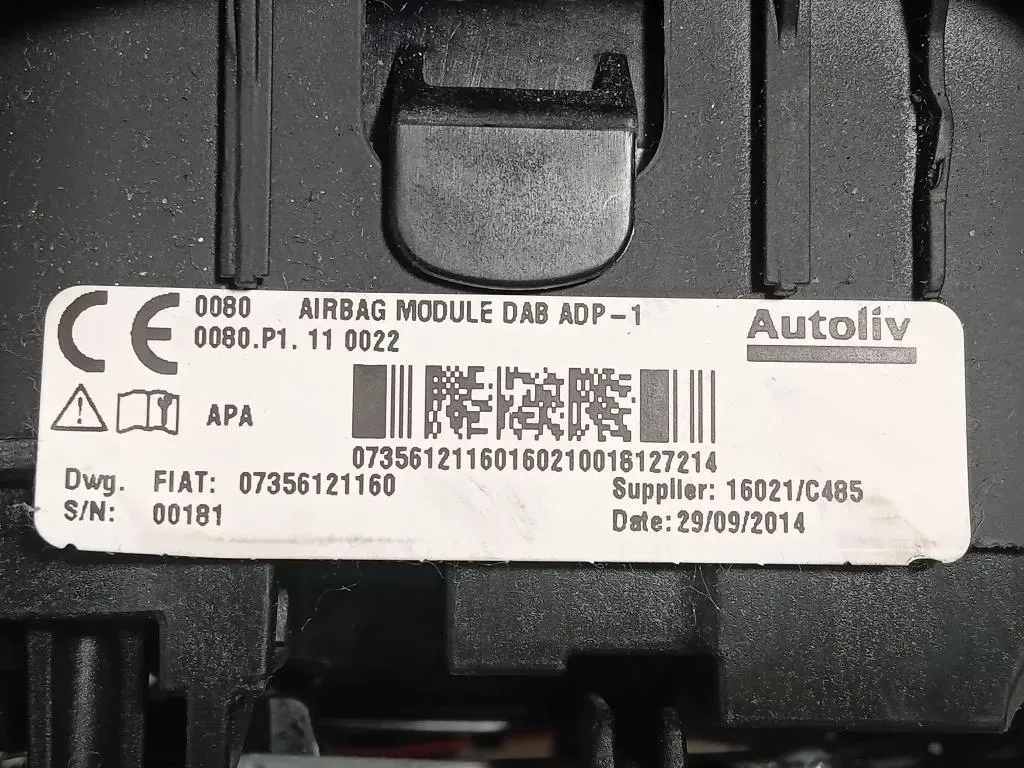 CE 0080 AIRBAG MODULE DAB ADP-1
0080.P1. 11 0022
Autoliv
APA
07356121160160210018127214
Dwg. FIAT: 07356121160
S/N: 00181
Supplier: 16021/C485
Date: 29/09/2014